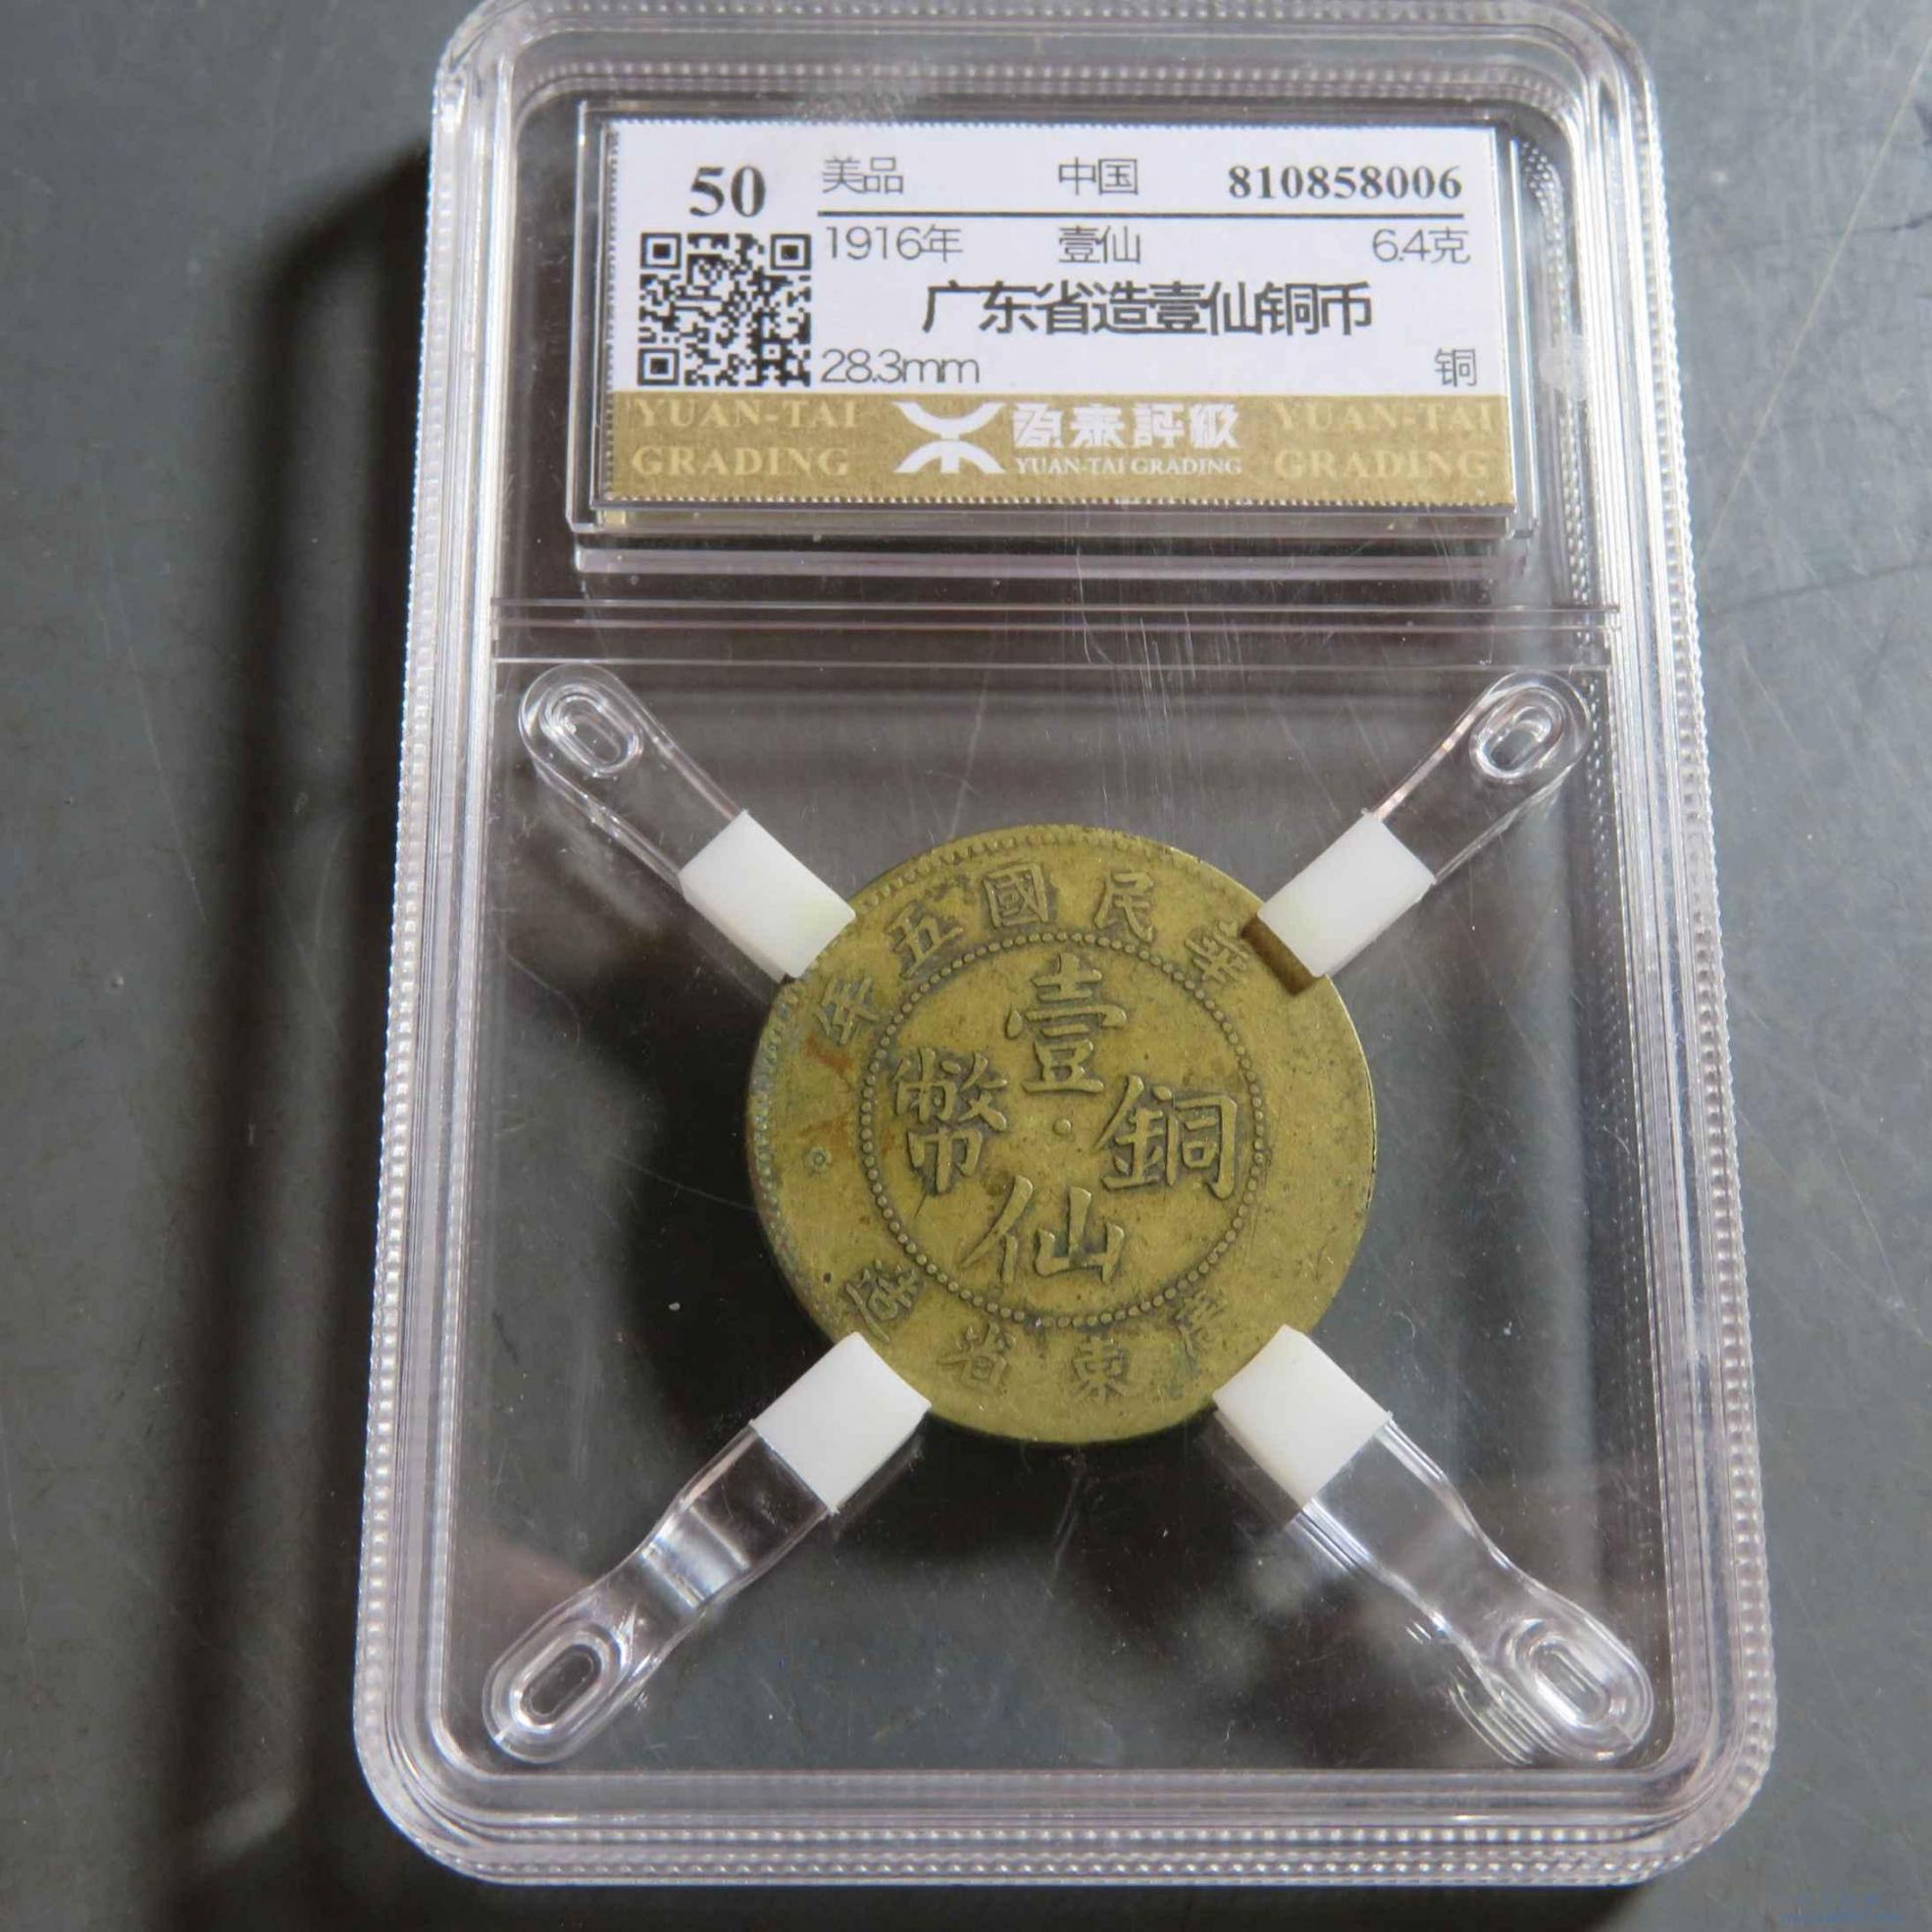 50 美品 中国 810858006
1916年 壹仙 6.4克
广东省造壹仙铜币
28.3mm 铜
YUAN-TAI GRADING
源泰評級
YUAN-TAI GRADING
YUAN-TAI GRADING
華民國五年
壹仙
銅幣
廣東省造